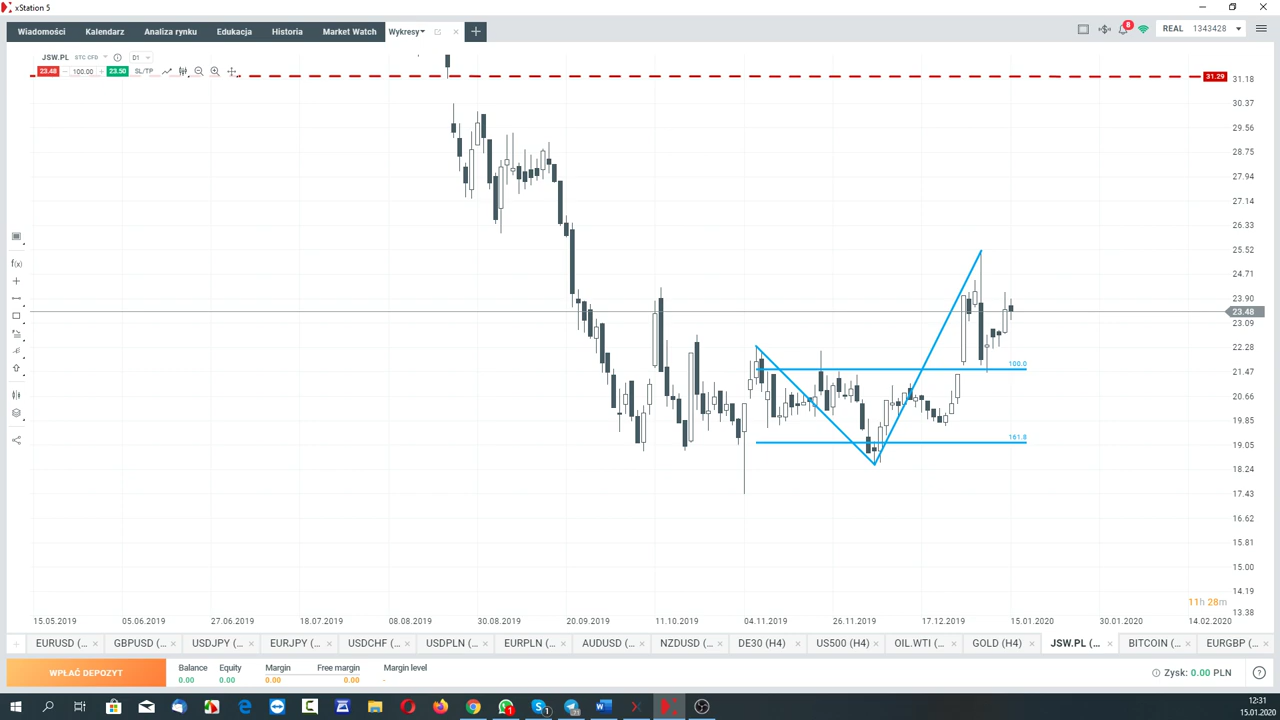 xStation 5
Wiadomości Kalendarz Analiza rynku Edukacja Historia Market Watch Wykresy
8 REAL 1343428
JSW.PL STC CFD D1
23.48 100.00 23.50 SL/TP
31.29
31.18
30.37
29.56
28.75
27.94
27.14
26.33
25.52
24.71
23.90
23.48
23.09
22.28
100.0
21.47
20.66
19.85
161.8
19.05
18.24
17.43
16.62
15.81
15.00
14.19
11h 28m
13.38
15.05.2019 05.06.2019 27.06.2019 18.07.2019 08.08.2019 30.08.2019 20.09.2019 11.10.2019 04.11.2019 26.11.2019 17.12.2019 15.01.2020 30.01.2020 14.02.2020
EURUSD (... GBPUSD (... USDJPY (... EURJPY (... USDCHF (... USDPLN (... EURPLN (... AUDUSD (... NZDUSD (... DE30 (H4) US500 (H4) OIL.WTI (... GOLD (H4) JSW.PL (... BITCOIN (... EURGBP (...
WPŁAĆ DEPOZYT
Balance Equity Margin Free margin Margin level
0.00 0.00 0.00 0.00 -
Zysk: 0.00 PLN
f(x)
12:31
15.01.2020